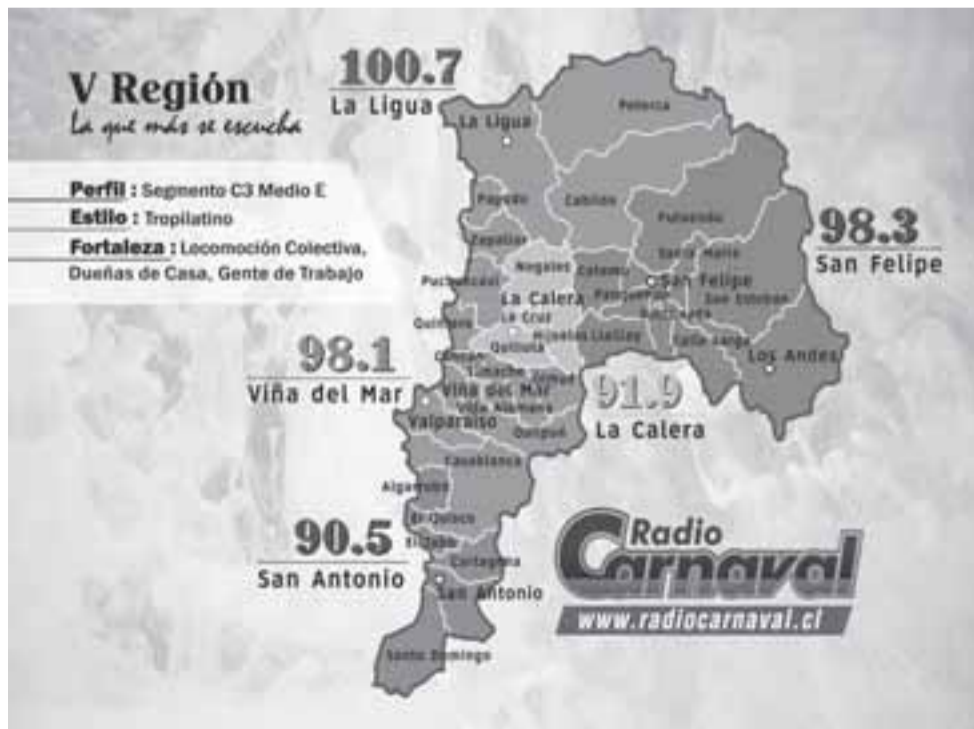 V Región
La que más se escucha
Perfil : Segmento C3 Medio E
Estilo : Tropilatino
Fortaleza : Locomoción Colectiva,
Dueñas de Casa, Gente de Trabajo
100.7
La Ligua
98.3
San Felipe
98.1
Viña del Mar
91.9
La Calera
90.5
San Antonio
La Ligua
Petorca
Papudo
Cabildo
Zapallar
Putaendo
Santa María
Nogales
Catemu
San Felipe
Puchuncaví
La Calera
Panquehue
San Esteban
La Cruz
Quintero
Hijuelas
Llaillay
Calle Larga
Quillota
Los Andes
Limache
Viña del Mar
Villa Alemana
Valparaíso
Quilpué
Casablanca
Algarrobo
El Quisco
El Tabo
Cartagena
San Antonio
Santo Domingo
Radio
Carnaval
www.radiocarnaval.cl